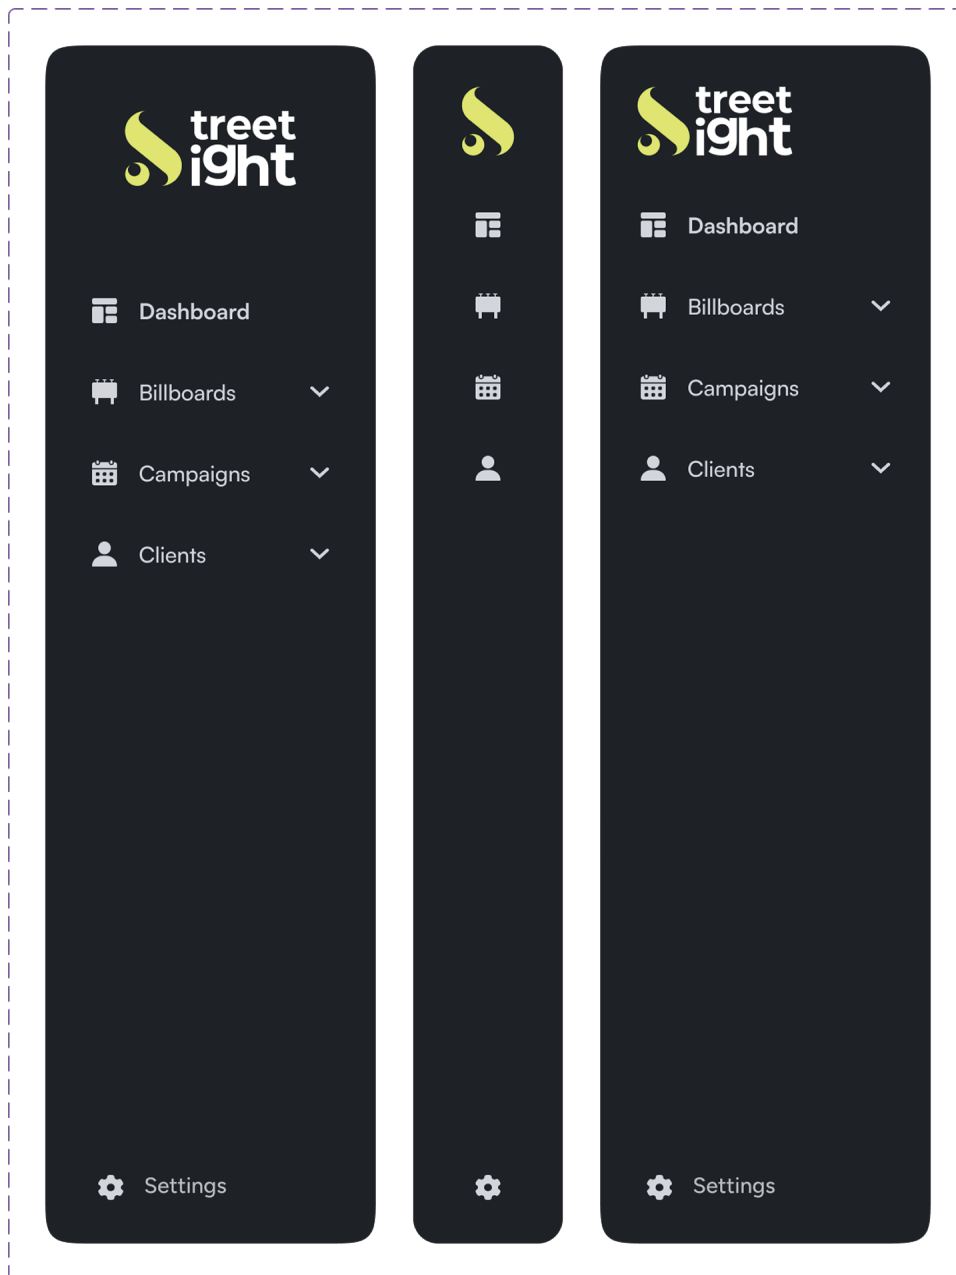 treet
ight
Dashboard
Billboards
Campaigns
Clients
Settings
treet
ight
Dashboard
Billboards
Campaigns
Clients
Settings